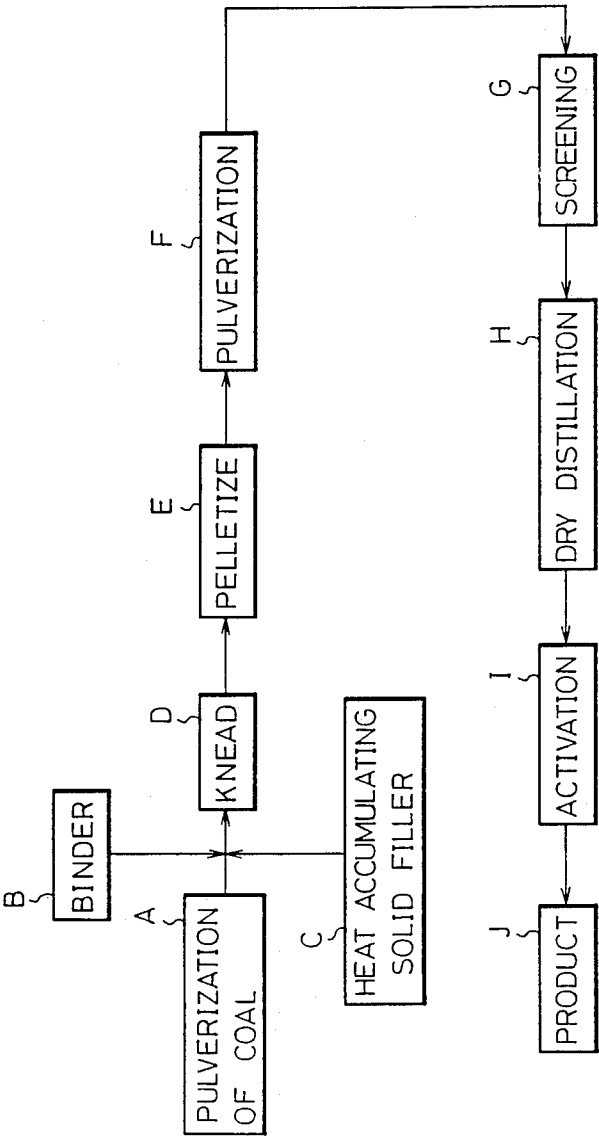 A
PULVERIZATION
OF COAL
B
BINDER
C
HEAT ACCUMULATING
SOLID FILLER
D
KNEAD
E
PELLETIZE
F
PULVERIZATION
G
SCREENING
H
DRY DISTILLATION
I
ACTIVATION
J
PRODUCT